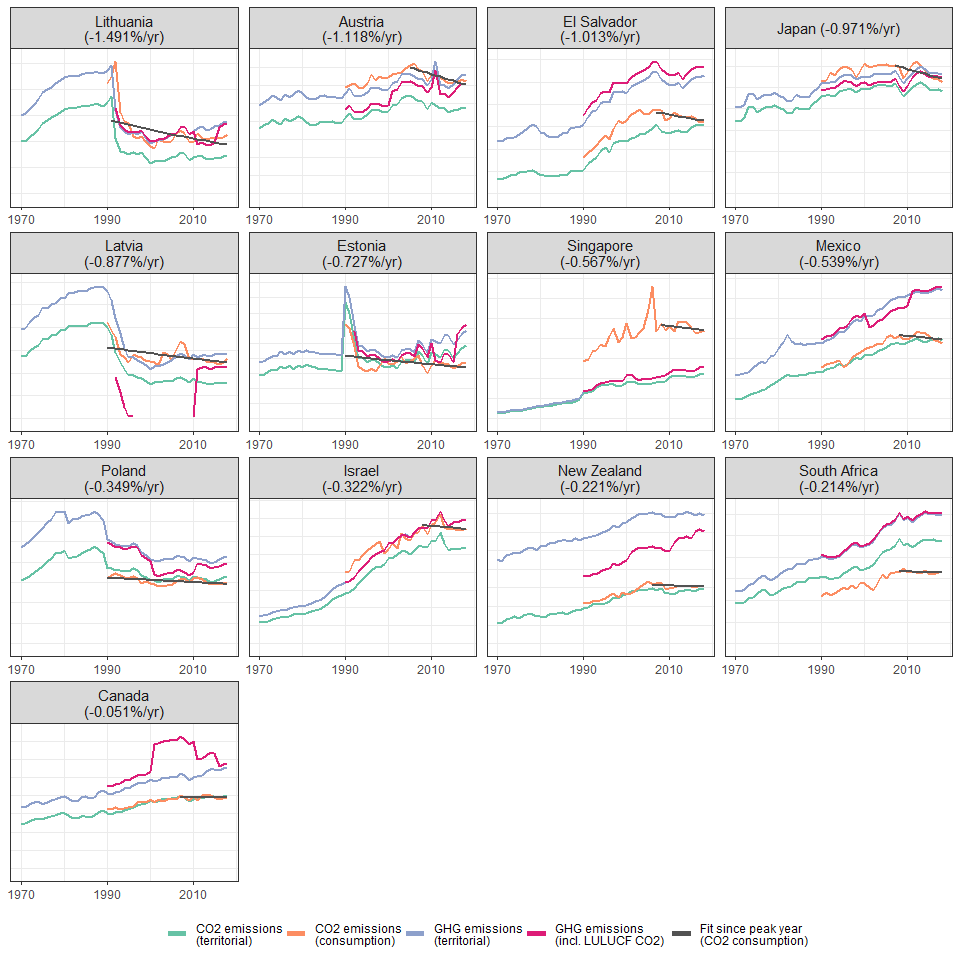 Lithuania
(-1.491%/yr)
Austria
(-1.118%/yr)
El Salvador
(-1.013%/yr)
Japan (-0.971%/yr)
1970 1990 2010
1970 1990 2010
1970 1990 2010
1970 1990 2010
Latvia
(-0.877%/yr)
Estonia
(-0.727%/yr)
Singapore
(-0.567%/yr)
Mexico
(-0.539%/yr)
1970 1990 2010
1970 1990 2010
1970 1990 2010
1970 1990 2010
Poland
(-0.349%/yr)
Israel
(-0.322%/yr)
New Zealand
(-0.221%/yr)
South Africa
(-0.214%/yr)
1970 1990 2010
1970 1990 2010
1970 1990 2010
1970 1990 2010
Canada
(-0.051%/yr)
1970 1990 2010
CO2 emissions
(territorial)
CO2 emissions
(consumption)
GHG emissions
(territorial)
GHG emissions
(incl. LULUCF CO2)
Fit since peak year
(CO2 consumption)